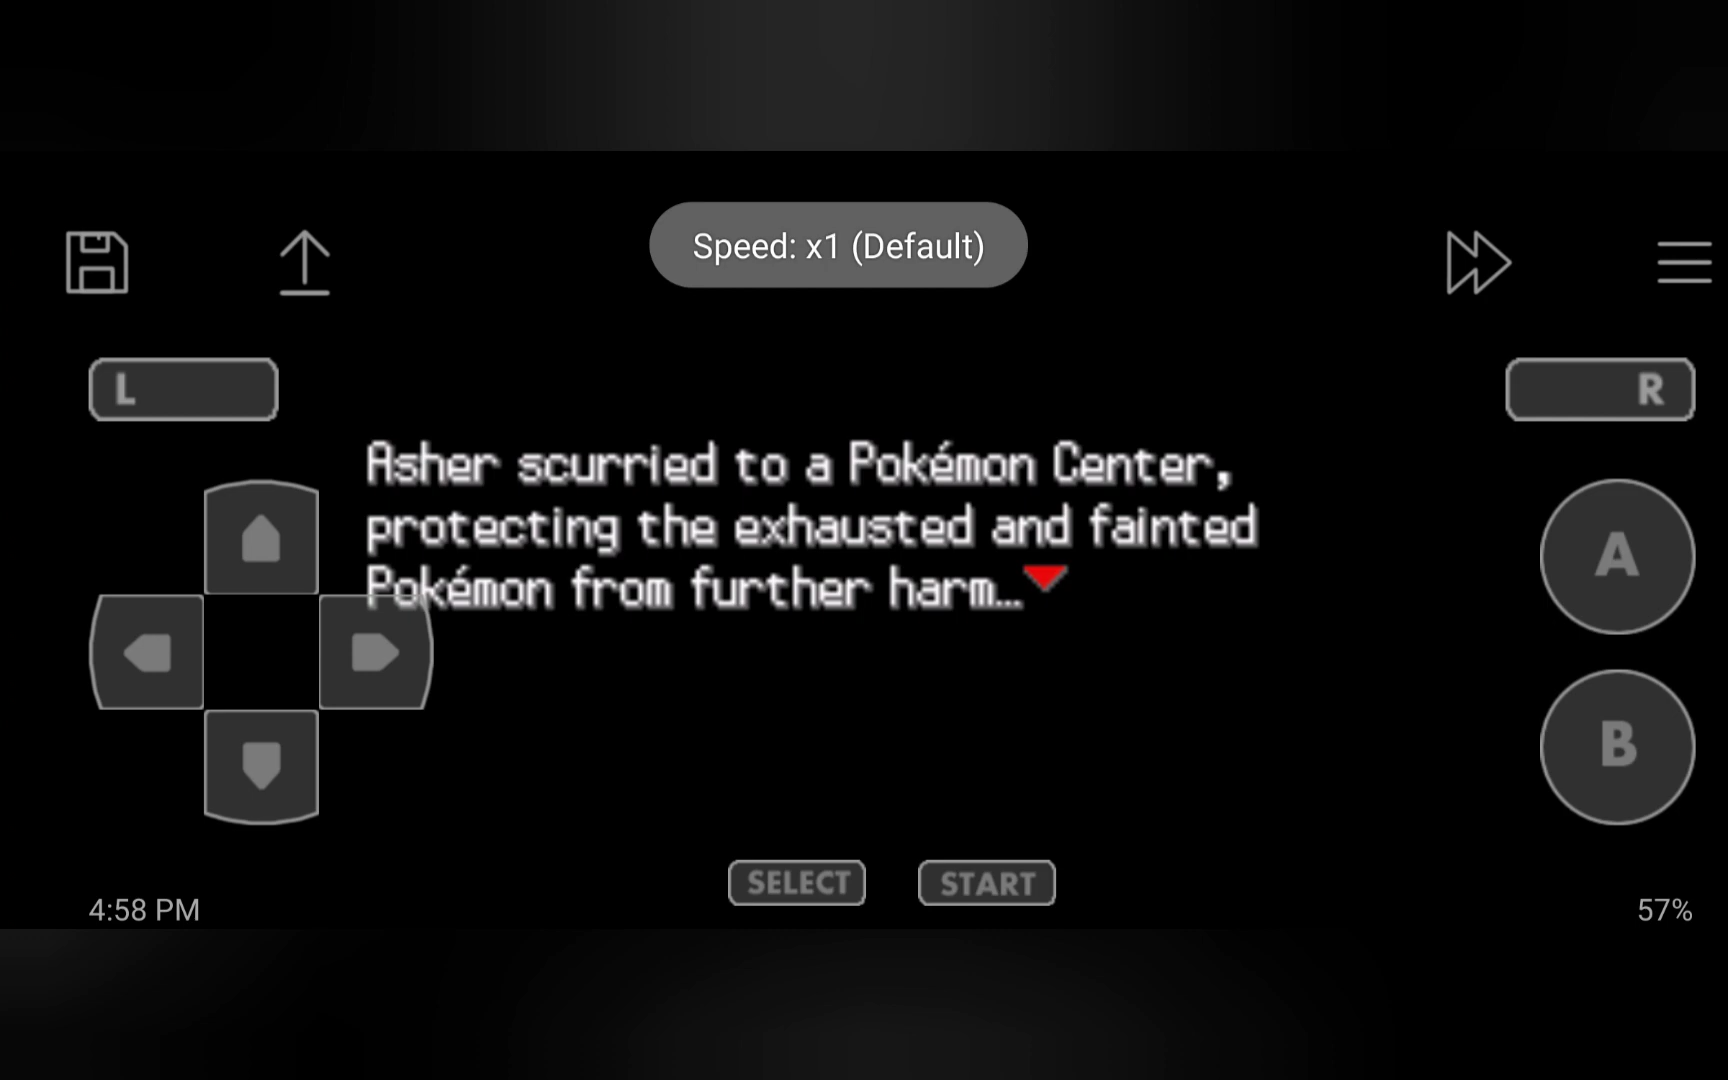 Speed: x1 (Default)
L
R
Asher scurried to a Pokémon Center,
protecting the exhausted and fainted
Pokémon from further harm…
A
B
SELECT
START
4:58 PM
57%